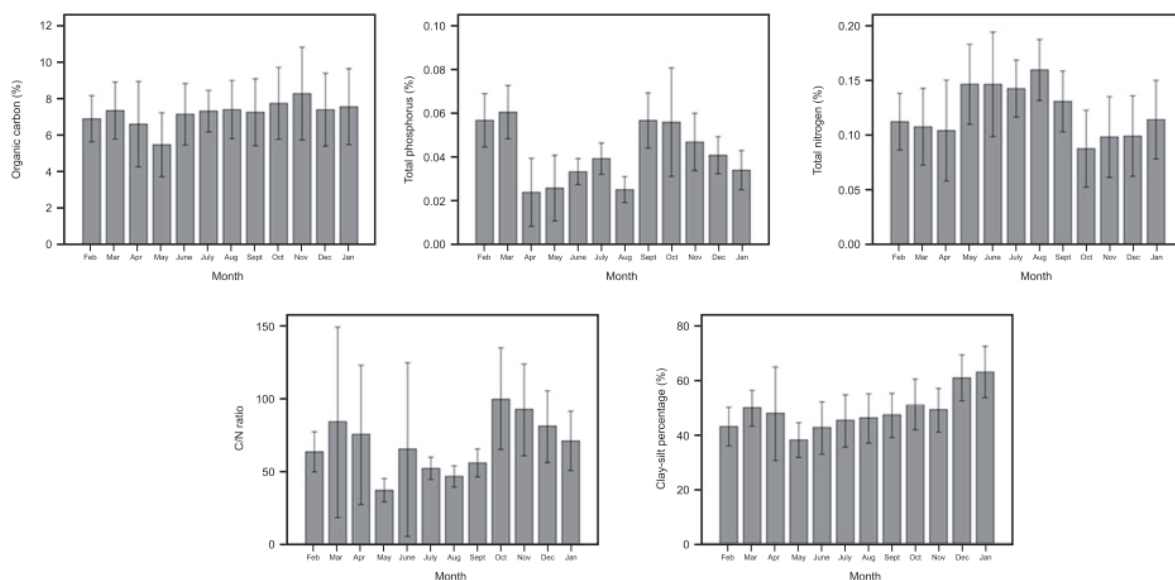 Organic carbon (%)
12
10
8
6
4
2
0
Feb Mar Apr May June July Aug Sept Oct Nov Dec Jan
Month
Total phosphorus (%)
0.10
0.08
0.06
0.04
0.02
0.00
Feb Mar Apr May June July Aug Sept Oct Nov Dec Jan
Month
Total nitrogen (%)
0.20
0.15
0.10
0.05
0.00
Feb Mar Apr May June July Aug Sept Oct Nov Dec Jan
Month
C/N ratio
150
100
50
0
Feb Mar Apr May June July Aug Sept Oct Nov Dec Jan
Month
Clay-silt percentage (%)
80
60
40
20
0
Feb Mar Apr May June July Aug Sept Oct Nov Dec Jan
Month